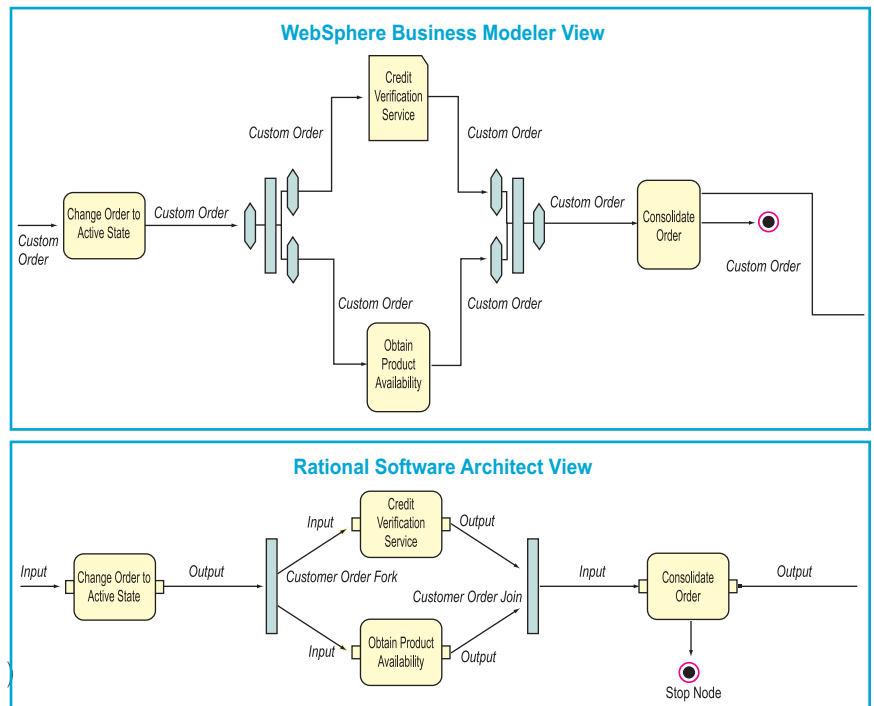 WebSphere Business Modeler View
Credit
Verification
Service
Custom Order
Custom Order
Change Order to
Active State
Custom Order
Custom
Order
Custom Order
Consolidate
Order
Custom Order
Custom Order
Custom Order
Obtain
Product
Availability
Rational Software Architect View
Credit
Verification
Service
Input
Output
Input
Change Order to
Active State
Output
Customer Order Fork
Customer Order Join
Input
Consolidate
Order
Output
Input
Obtain Product
Availability
Output
Stop Node
)